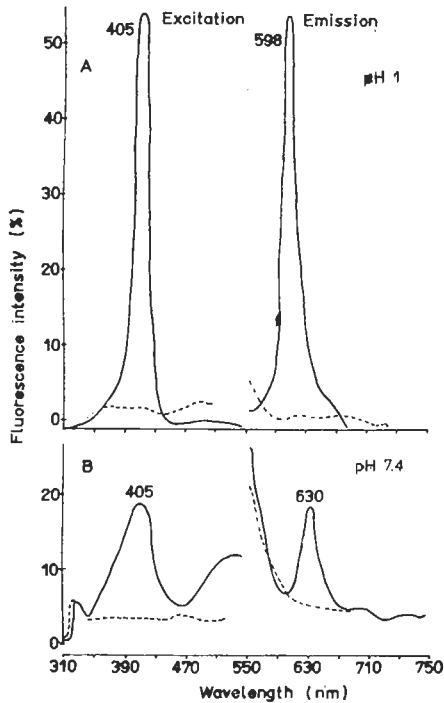 Excitation Emission
405
598
A
pH 1
50
40
30
20
10
0
Fluorescence intensity (%)
B
pH 7.4
405
630
20
10
0
310 390 470 550 630 710 750
Wavelength (nm)